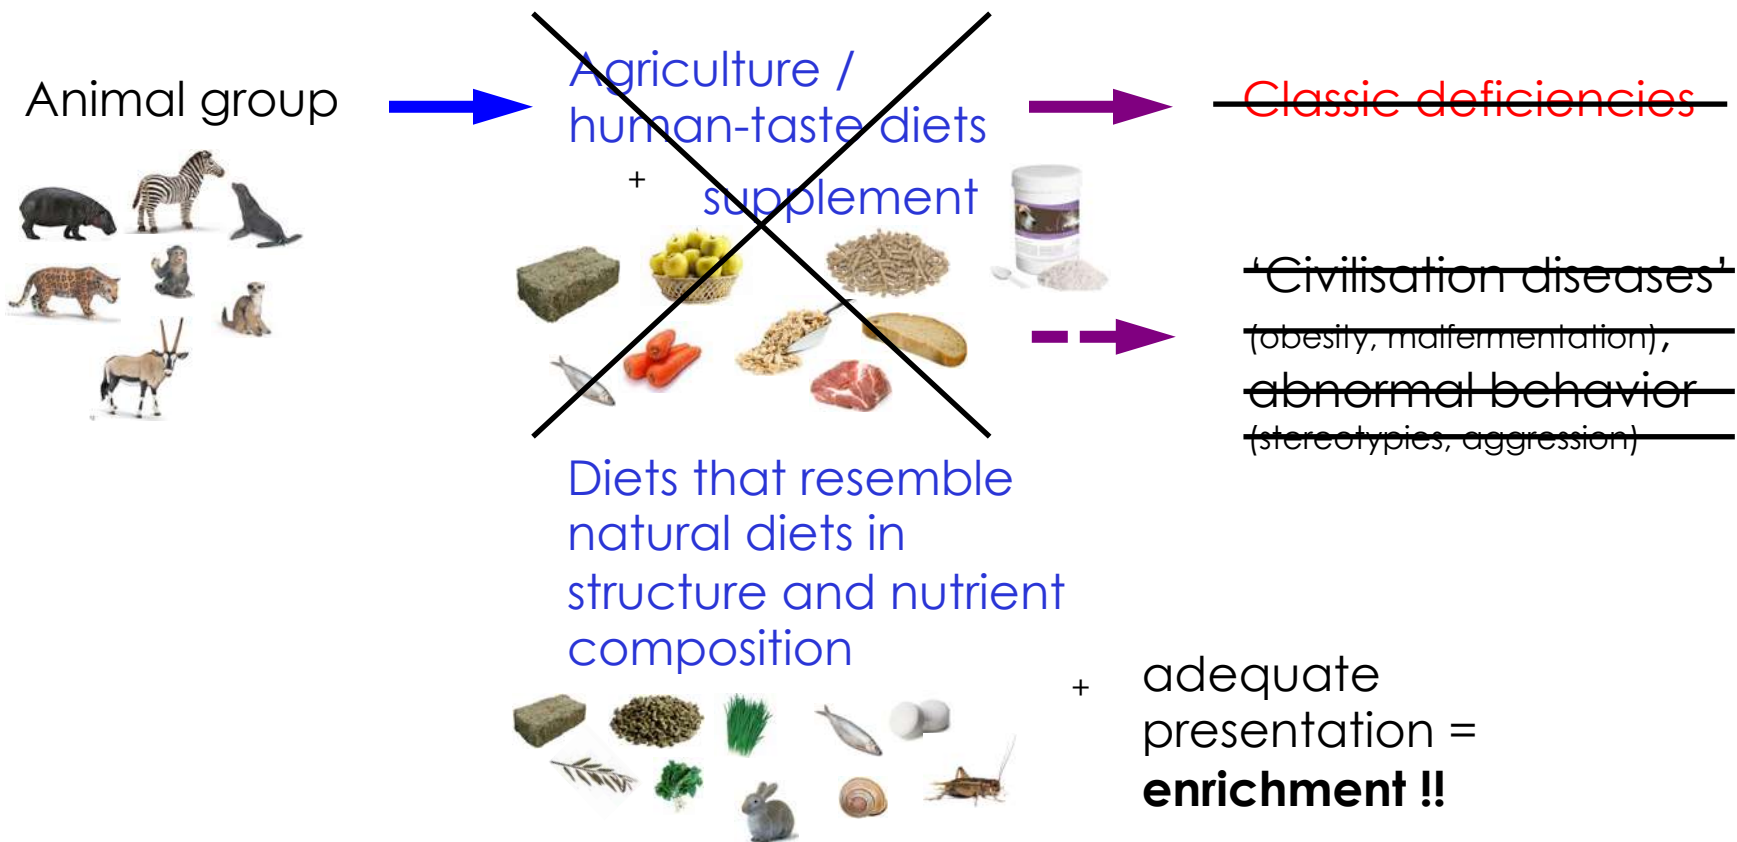 Animal group
Agriculture /
human-taste diets
+
supplement
Classic deficiencies
‘Civilisation diseases’
(obesity, malfermentation),
abnormal behavior
(stereotypies, aggression)
Diets that resemble
natural diets in
structure and nutrient
composition
+
adequate
presentation =
enrichment !!